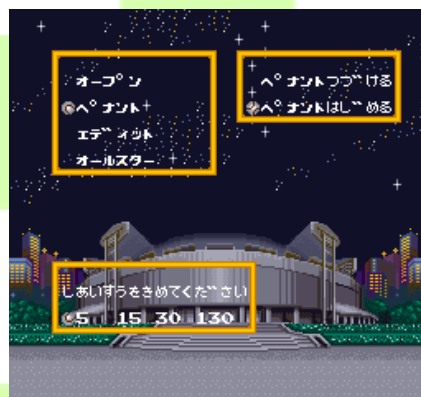 オープン
ペナント
エディット
オールスター
ペナントつづける
ペナントはじめる
しあいすうをきめてください
5 15 30 130